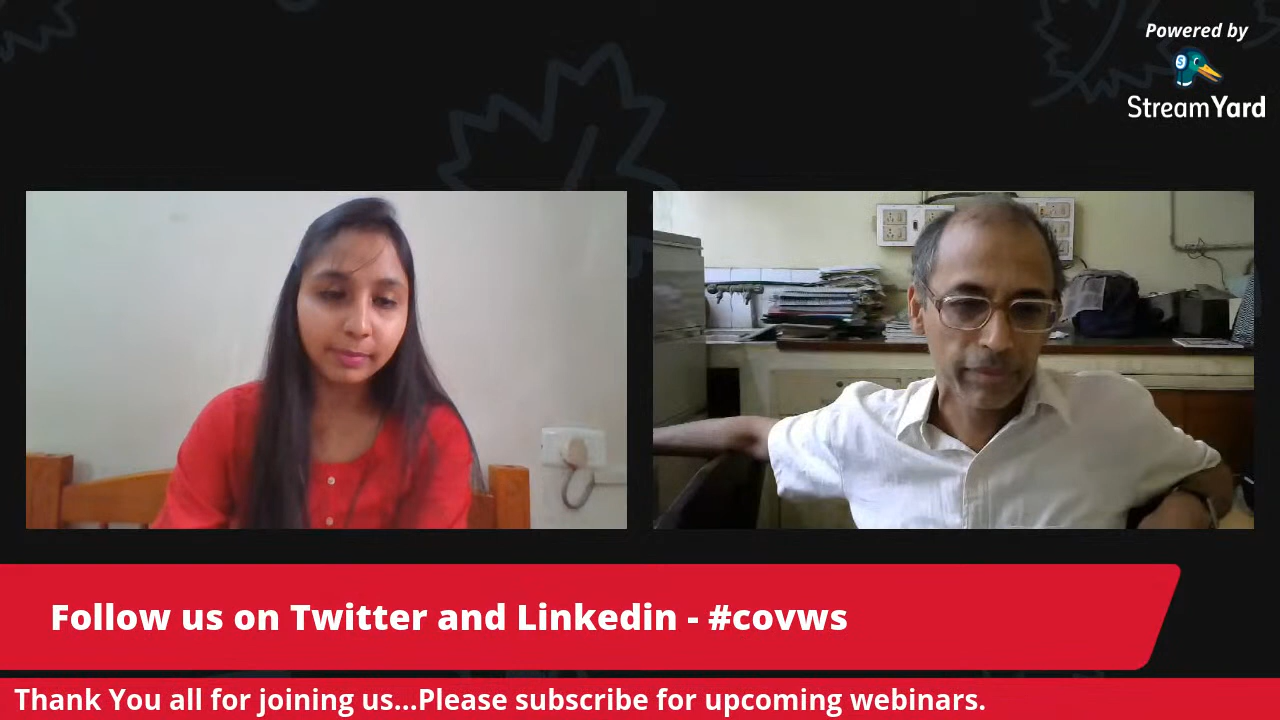 Powered by
StreamYard
Follow us on Twitter and Linkedin - #covws
Thank You all for joining us...Please subscribe for upcoming webinars.